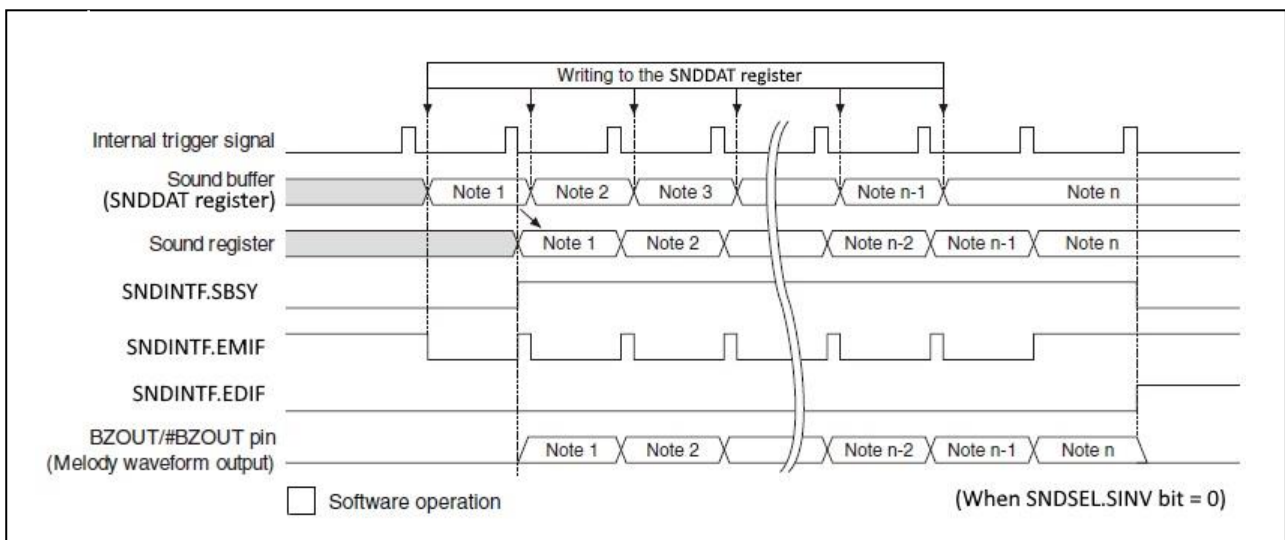 Writing to the SNDDAT register
Internal trigger signal
Sound buffer
(SNDDAT register)
Note 1 Note 2 Note 3 Note n-1 Note n
Sound register
Note 1 Note 2 Note n-2 Note n-1 Note n
SNDINTF.SBSY
SNDINTF.EMIF
SNDINTF.EDIF
BZOUT/#BZOUT pin
(Melody waveform output)
Note 1 Note 2 Note n-2 Note n-1 Note n
Software operation
(When SNDSEL.SINV bit = 0)